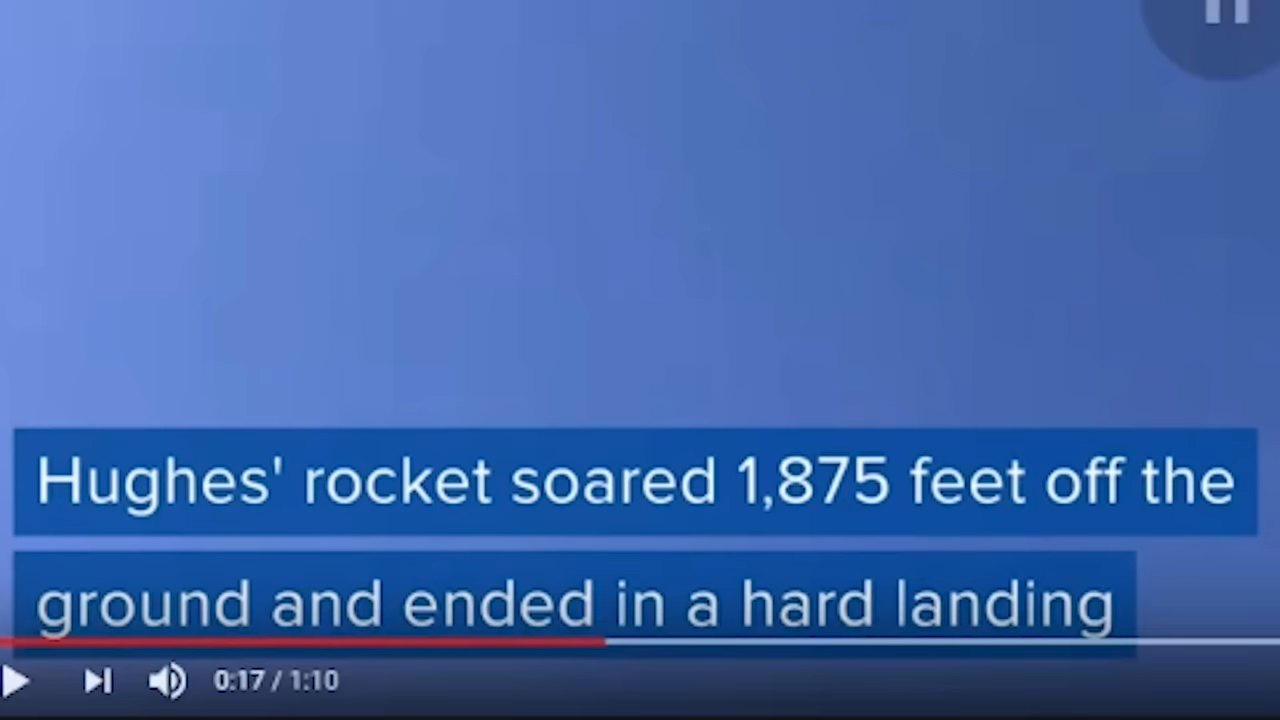 Hughes' rocket soared 1,875 feet off the
ground and ended in a hard landing
0:17 / 1:10